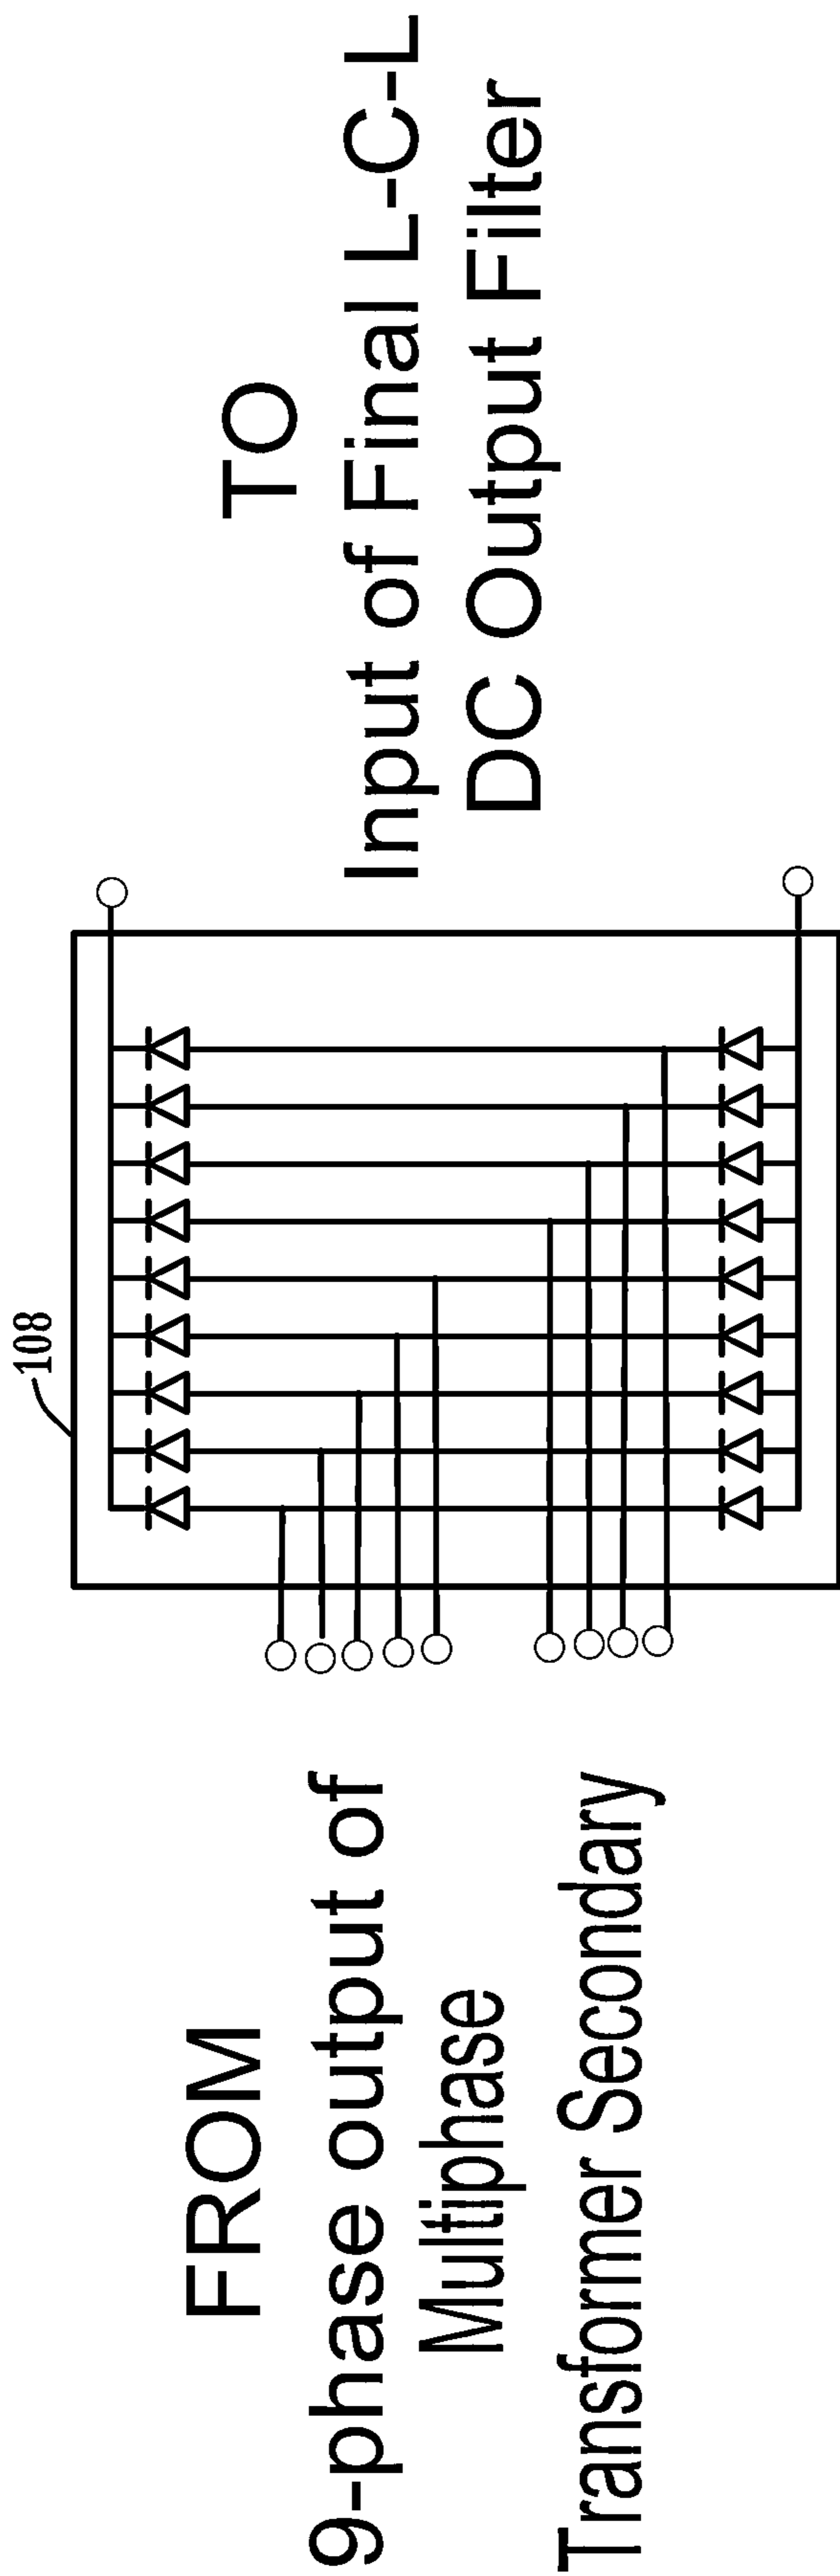 FROM
9-phase output of
Multiphase
Transformer Secondary
108
TO
Input of Final L-C-L
DC Output Filter